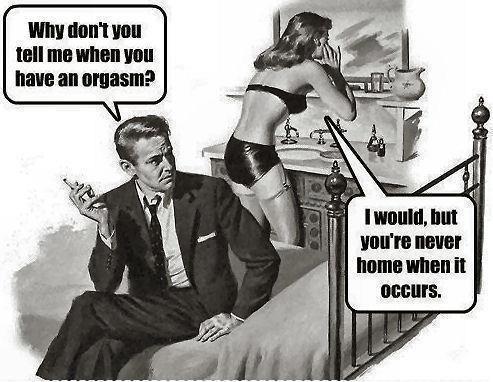 Why don't you
tell me when you
have an orgasm?
I would, but
you're never
home when it
occurs.